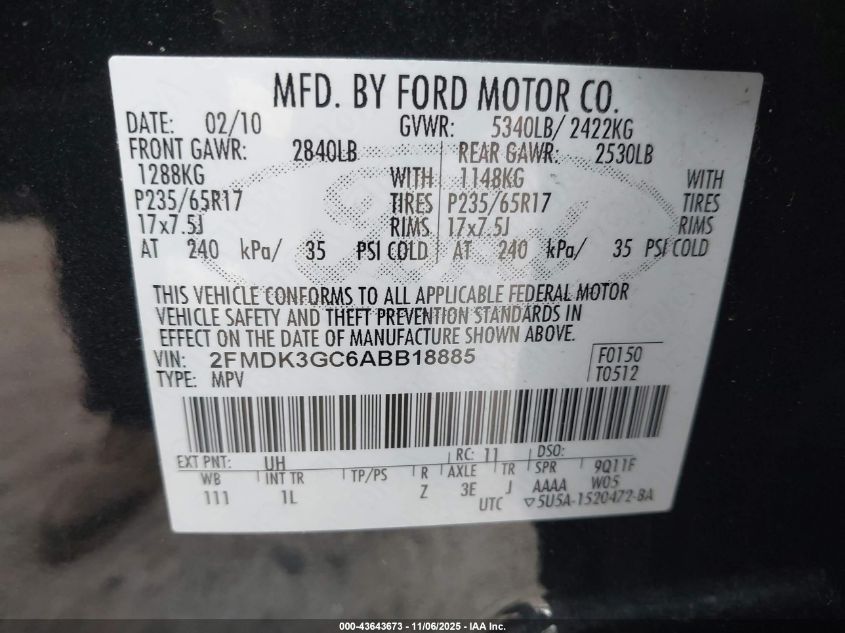 MFD. BY FORD MOTOR CO.
DATE: 02/10 GVWR: 5340LB/ 2422KG
FRONT GAWR: 2840LB REAR GAWR: 2530LB
1288KG WITH 1148KG WITH
P235/65R17 TIRES P235/65R17 TIRES
17x7.5J RIMS 17x7.5J RIMS
AT 240 kPa/ 35 PSI COLD AT 240 kPa/ 35 PSI COLD
THIS VEHICLE CONFORMS TO ALL APPLICABLE FEDERAL MOTOR
VEHICLE SAFETY AND THEFT PREVENTION STANDARDS IN
EFFECT ON THE DATE OF MANUFACTURE SHOWN ABOVE.
VIN: 2FMDK3GC6ABB18885 F0150
TYPE: MPV T0512
EXT PNT: UH RC: 11 DSO:
WB INT TR TP/PS R AXLE TR SPR 9Q11F
111 1L Z 3E J AAAA W05
UTC ▽5U5A-1520472-BA
000-43643673 - 11/06/2025 - IAA Inc.